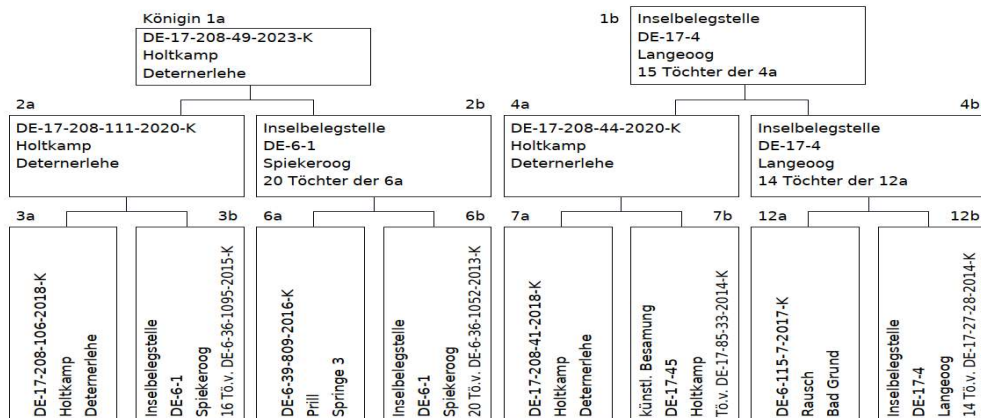 Königin 1a
DE-17-208-49-2023-K
Holtkamp
Deternerlehe
1b
Inselbelegstelle
DE-17-4
Langeoog
15 Töchter der 4a
2a
DE-17-208-111-2020-K
Holtkamp
Deternerlehe
2b
Inselbelegstelle
DE-6-1
Spiekeroog
20 Töchter der 6a
4a
DE-17-208-44-2020-K
Holtkamp
Deternerlehe
4b
Inselbelegstelle
DE-17-4
Langeoog
14 Töchter der 12a
3a
DE-17-208-106-2018-K
Holtkamp
Deternerlehe
3b
Inselbelegstelle
DE-6-1
Spiekeroog
16 Tö.v. DE-6-36-1095-2015-K
6a
DE-6-39-809-2016-K
Prill
Springe 3
6b
Inselbelegstelle
DE-6-1
Spiekeroog
20 Tö.v. DE-6-36-1052-2013-K
7a
DE-17-208-41-2018-K
Holtkamp
Deternerlehe
7b
künstl. Besamung
DE-17-45
Holtkamp
Tö.v. DE-17-85-33-2014-K
12a
DE-6-115-7-2017-K
Rausch
Bad Grund
12b
Inselbelegstelle
DE-17-4
Langeoog
14 Tö.v. DE-17-27-28-2014-K